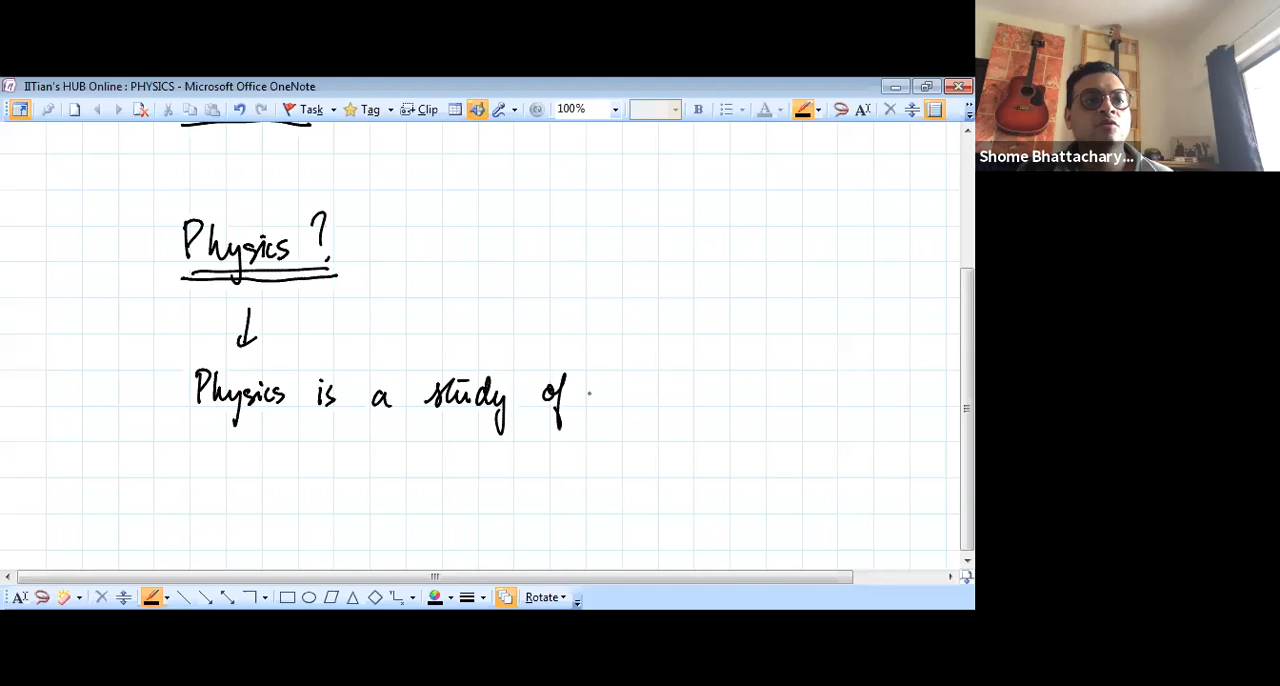 IITian's HUB Online : PHYSICS - Microsoft Office OneNote
Task Tag Clip 100% B A
Shome Bhattachary...
Physics ?
Physics is a study of
A Rotate